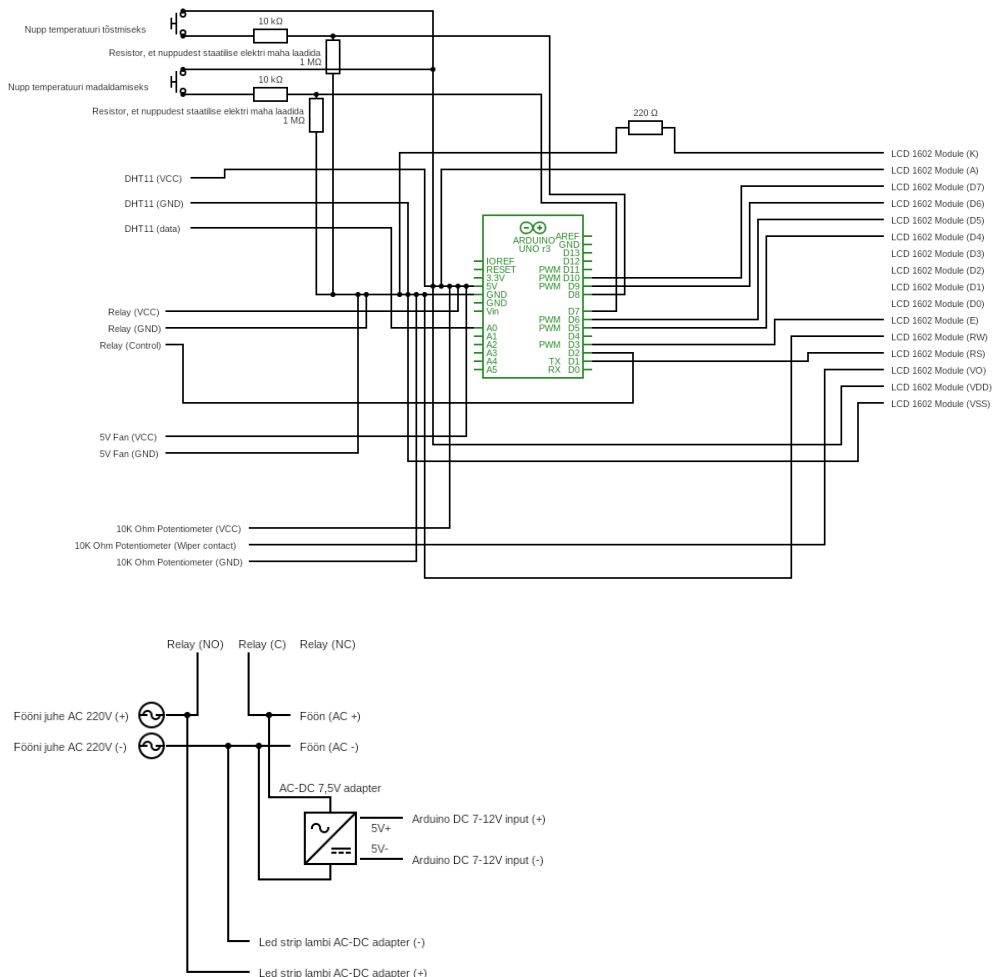 Nupp temperatuuri tõstmiseks
10 kΩ
Resistor, et nuppudest staatilise elektri maha laadida
1 MΩ
10 kΩ
Nupp temperatuuri madaldamiseks
Resistor, et nuppudest staatilise elektri maha laadida
1 MΩ
DHT11 (VCC)
DHT11 (GND)
DHT11 (data)
Relay (VCC)
Relay (GND)
Relay (Control)
5V Fan (VCC)
5V Fan (GND)
10K Ohm Potentiometer (VCC)
10K Ohm Potentiometer (Wiper contact)
10K Ohm Potentiometer (GND)
ARDUINO
UNO r3
IOREF
RESET
3.3V
5V
GND
GND
Vin
A0
A1
A2
A3
A4
A5
AREF
GND
D13
D12
PWM D11
PWM D10
PWM D9
D8
D7
PWM D6
PWM D5
D4
PWM D3
D2
TX D1
RX D0
220 Ω
LCD 1602 Module (K)
LCD 1602 Module (A)
LCD 1602 Module (D7)
LCD 1602 Module (D6)
LCD 1602 Module (D5)
LCD 1602 Module (D4)
LCD 1602 Module (D3)
LCD 1602 Module (D2)
LCD 1602 Module (D1)
LCD 1602 Module (D0)
LCD 1602 Module (E)
LCD 1602 Module (RW)
LCD 1602 Module (RS)
LCD 1602 Module (VO)
LCD 1602 Module (VDD)
LCD 1602 Module (VSS)
Relay (NO) Relay (C) Relay (NC)
Fööni juhe AC 220V (+)
Föön (AC +)
Fööni juhe AC 220V (-)
Föön (AC -)
AC-DC 7,5V adapter
Arduino DC 7-12V input (+)
5V+
5V-
Arduino DC 7-12V input (-)
Led strip lambi AC-DC adapter (-)
Led strip lambi AC-DC adapter (+)